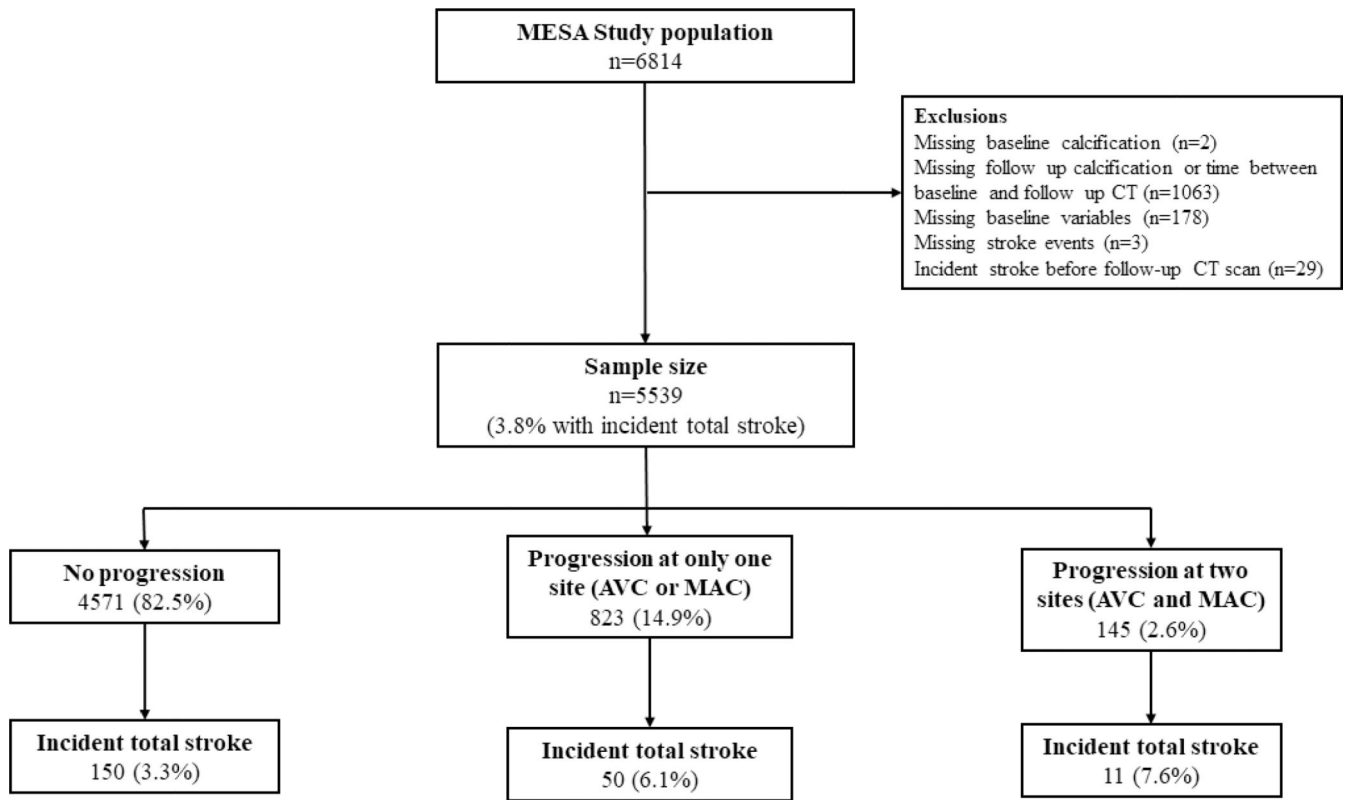 MESA Study population
n=6814
Exclusions
Missing baseline calcification (n=2)
Missing follow up calcification or time between
baseline and follow up CT (n=1063)
Missing baseline variables (n=178)
Missing stroke events (n=3)
Incident stroke before follow-up CT scan (n=29)
Sample size
n=5539
(3.8% with incident total stroke)
No progression
4571 (82.5%)
Progression at only one
site (AVC or MAC)
823 (14.9%)
Progression at two
sites (AVC and MAC)
145 (2.6%)
Incident total stroke
150 (3.3%)
Incident total stroke
50 (6.1%)
Incident total stroke
11 (7.6%)